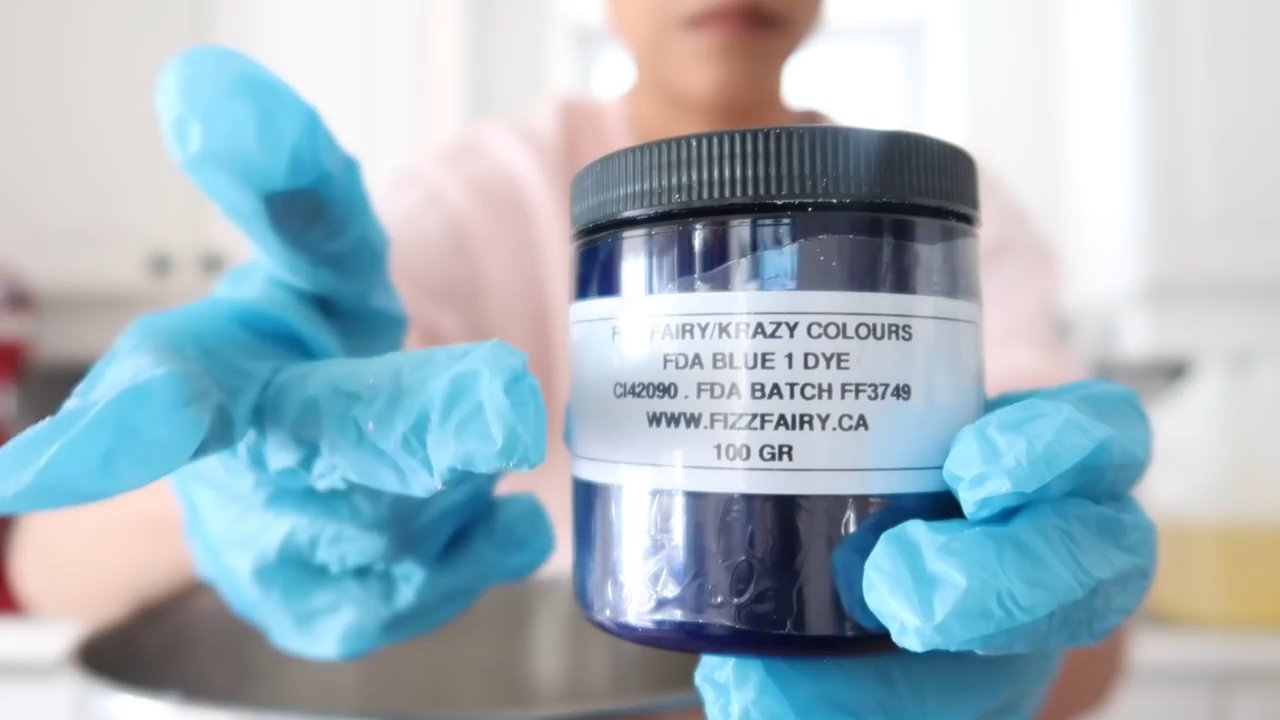 FAIRY/KRAZY COLOURS
FDA BLUE 1 DYE
CI42090 . FDA BATCH FF3749
WWW.FIZZFAIRY.CA
100 GR